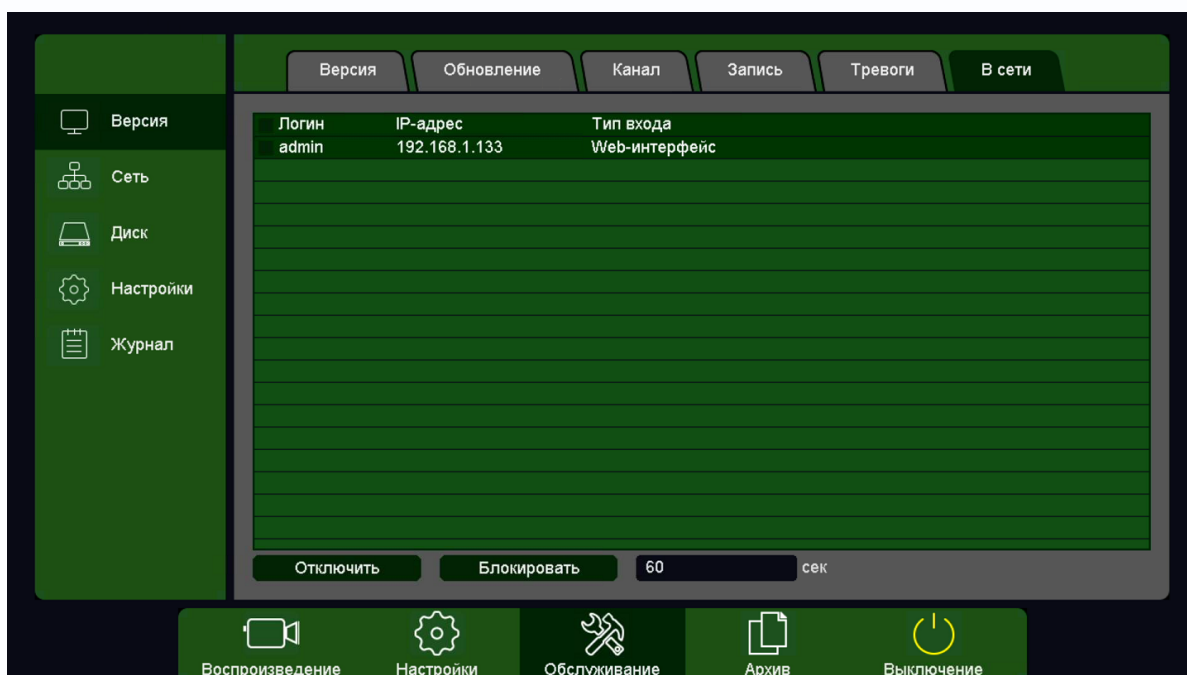 Версия Обновление Канал Запись Тревоги В сети
Версия
Сеть
Диск
Настройки
Журнал
Логин IP-адрес Тип входа
admin 192.168.1.133 Web-интерфейс
Отключить Блокировать 60 сек
Воспроизведение Настройки Обслуживание Архив Выключение